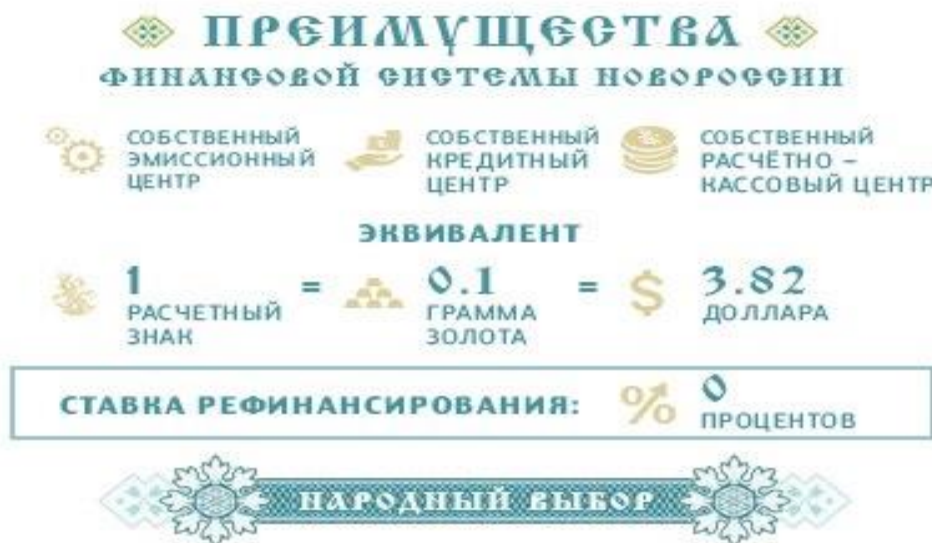 ПРЕИМУЩЕСТВА
ФИНАНСОВОЙ СИСТЕМЫ НОВОРОССИИ
СОБСТВЕННЫЙ
ЭМИССИОННЫЙ
ЦЕНТР
СОБСТВЕННЫЙ
КРЕДИТНЫЙ
ЦЕНТР
СОБСТВЕННЫЙ
РАСЧЁТНО –
КАССОВЫЙ ЦЕНТР
ЭКВИВАЛЕНТ
1
РАСЧЕТНЫЙ
ЗНАК
=
0.1
ГРАММА
ЗОЛОТА
=
$
3.82
ДОЛЛАРА
СТАВКА РЕФИНАНСИРОВАНИЯ:
%
0
ПРОЦЕНТОВ
НАРОДНЫЙ ВЫБОР